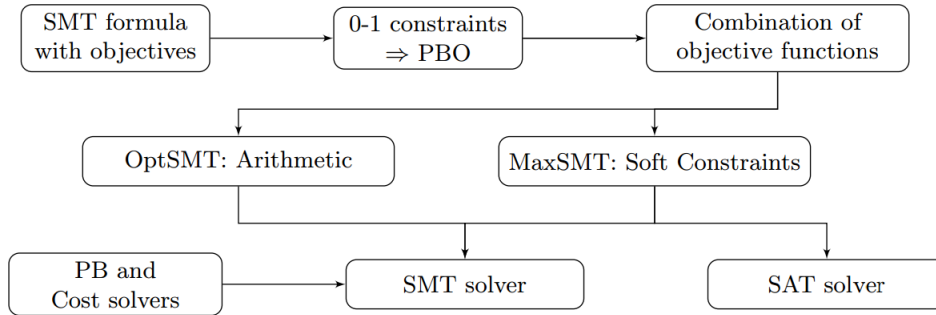 SMT formula
with objectives
0-1 constraints
⇒ PBO
Combination of
objective functions
OptSMT: Arithmetic
MaxSMT: Soft Constraints
PB and
Cost solvers
SMT solver
SAT solver